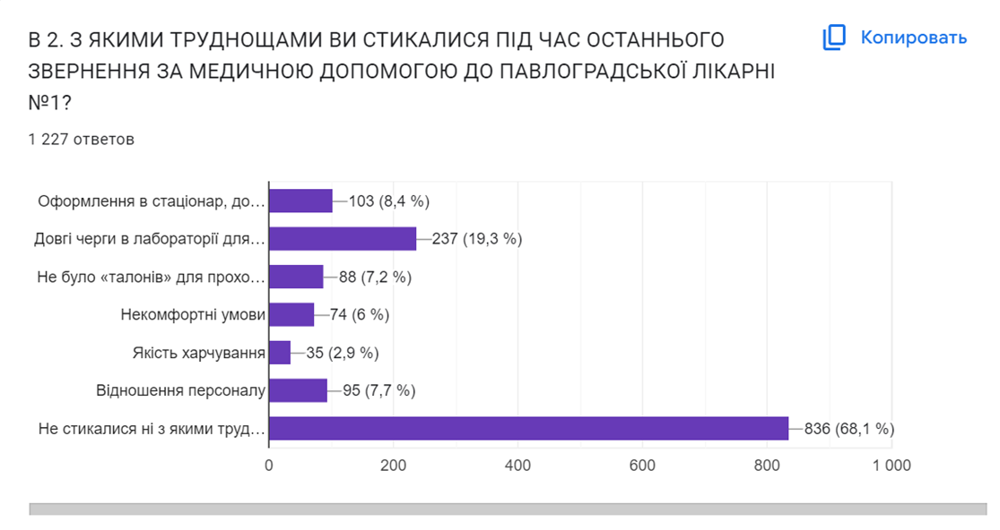 В 2. З ЯКИМИ ТРУДНОЩАМИ ВИ СТИКАЛИСЯ ПІД ЧАС ОСТАННЬОГО
ЗВЕРНЕННЯ ЗА МЕДИЧНОЮ ДОПОМОГОЮ ДО ПАВЛОГРАДСЬКОЇ ЛІКАРНІ
№1?
Копировать
1 227 ответов
Оформлення в стаціонар, до… 103 (8,4 %)
Довгі черги в лабораторії для… 237 (19,3 %)
Не було «талонів» для прохо… 88 (7,2 %)
Некомфортні умови 74 (6 %)
Якість харчування 35 (2,9 %)
Відношення персоналу 95 (7,7 %)
Не стикалися ні з якими труд… 836 (68,1 %)
0 200 400 600 800 1 000